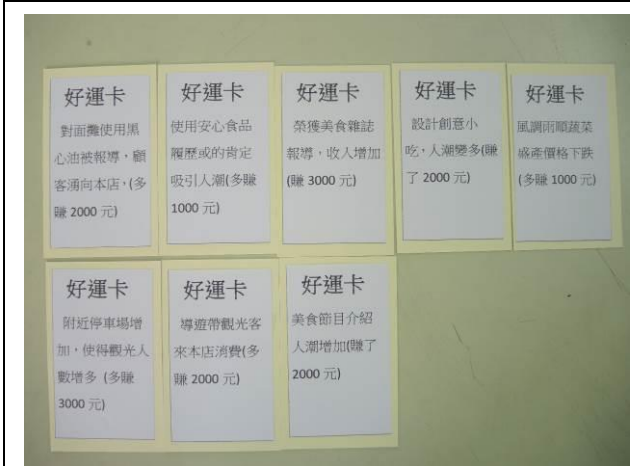 好運卡
對面攤使用黑
心油被報導，顧
客湧向本店，(多
賺 2000 元)
好運卡
使用安心食品
履歷或的肯定
吸引人潮(多賺
1000 元)
好運卡
榮獲美食雜誌
報導，收入增加
(賺 3000 元)
好運卡
設計創意小
吃，人潮變多(賺
了 2000 元)
好運卡
風調雨順蔬菜
盛產價格下跌
(多賺 1000 元)
好運卡
附近停車場增
加，使得觀光人
數增多 (多賺
3000 元)
好運卡
導遊帶觀光客
來本店消費(多
賺 2000 元)
好運卡
美食節目介紹
人潮增加(賺了
2000 元)